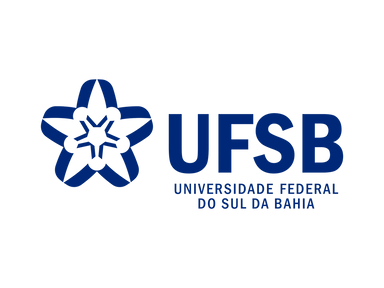 UFSB
UNIVERSIDADE FEDERAL
DO SUL DA BAHIA